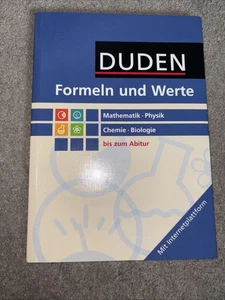 DUDEN
Formeln und Werte
Mathematik · Physik
Chemie · Biologie
bis zum Abitur
Mit Internetplattform